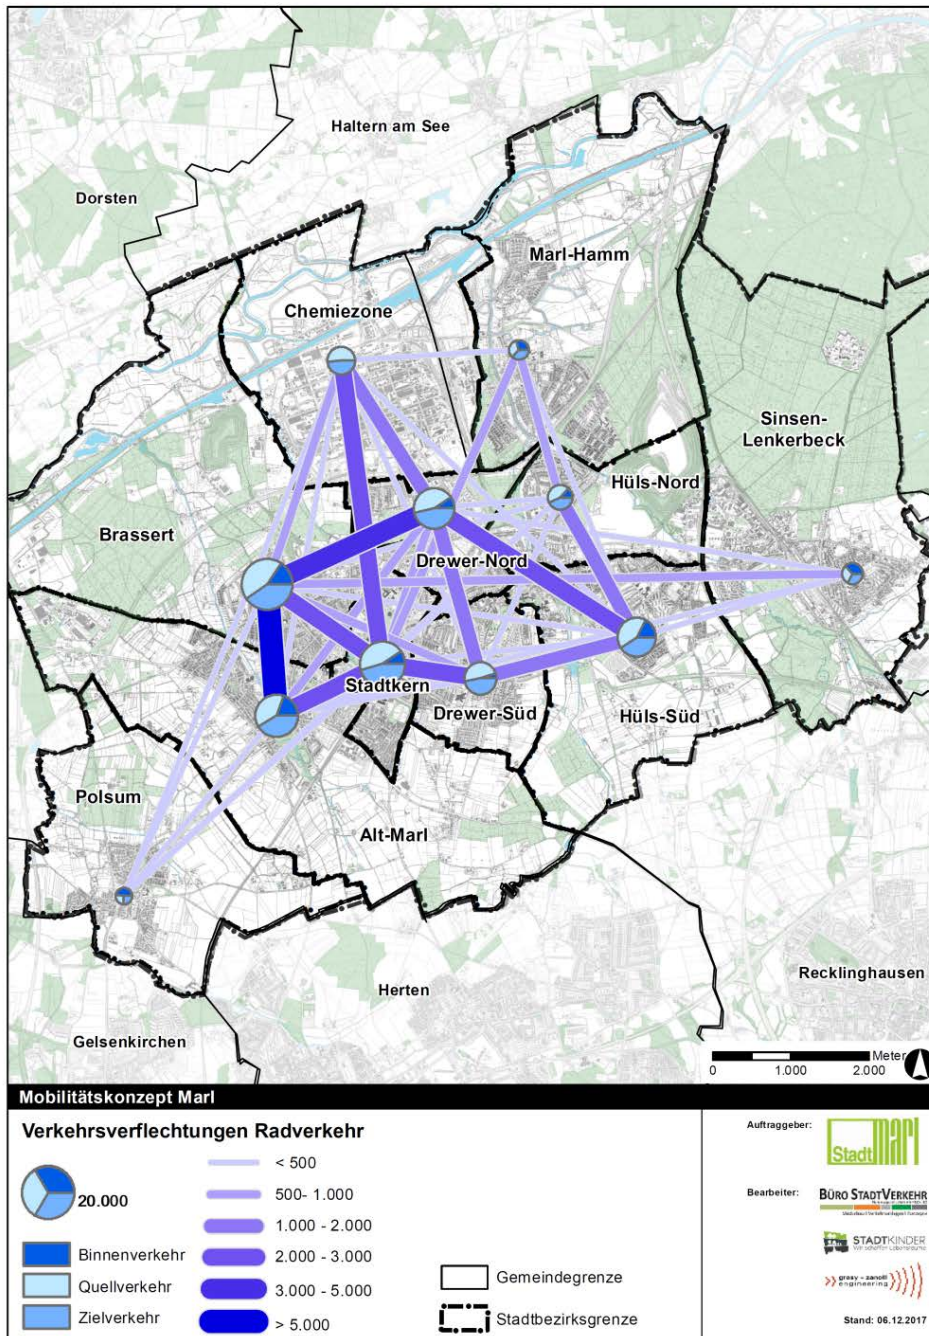 Haltern am See
Dorsten
Marl-Hamm
Chemiezone
Sinsen-
Lenkerbeck
Hüls-Nord
Brassert
Drewer-Nord
Stadtkern
Drewer-Süd
Hüls-Süd
Polsum
Alt-Marl
Recklinghausen
Herten
Gelsenkirchen
Meter
0 1.000 2.000
Mobilitätskonzept Marl
Verkehrsverflechtungen Radverkehr
20.000
Binnenverkehr
Quellverkehr
Zielverkehr
< 500
500- 1.000
1.000 - 2.000
2.000 - 3.000
3.000 - 5.000
> 5.000
Gemeindegrenze
Stadtbezirksgrenze
Auftraggeber:
Stadt marl
Bearbeiter:
BÜRO STADTVERKEHR
STADTKINDER
engineering
Stand: 06.12.2017